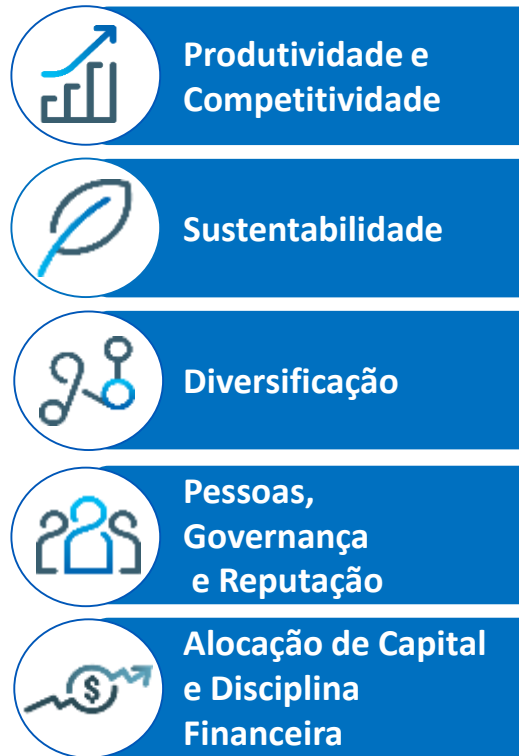 Produtividade e
Competitividade
Sustentabilidade
Diversificação
Pessoas,
Governança
e Reputação
$
Alocação de Capital
e Disciplina
Financeira